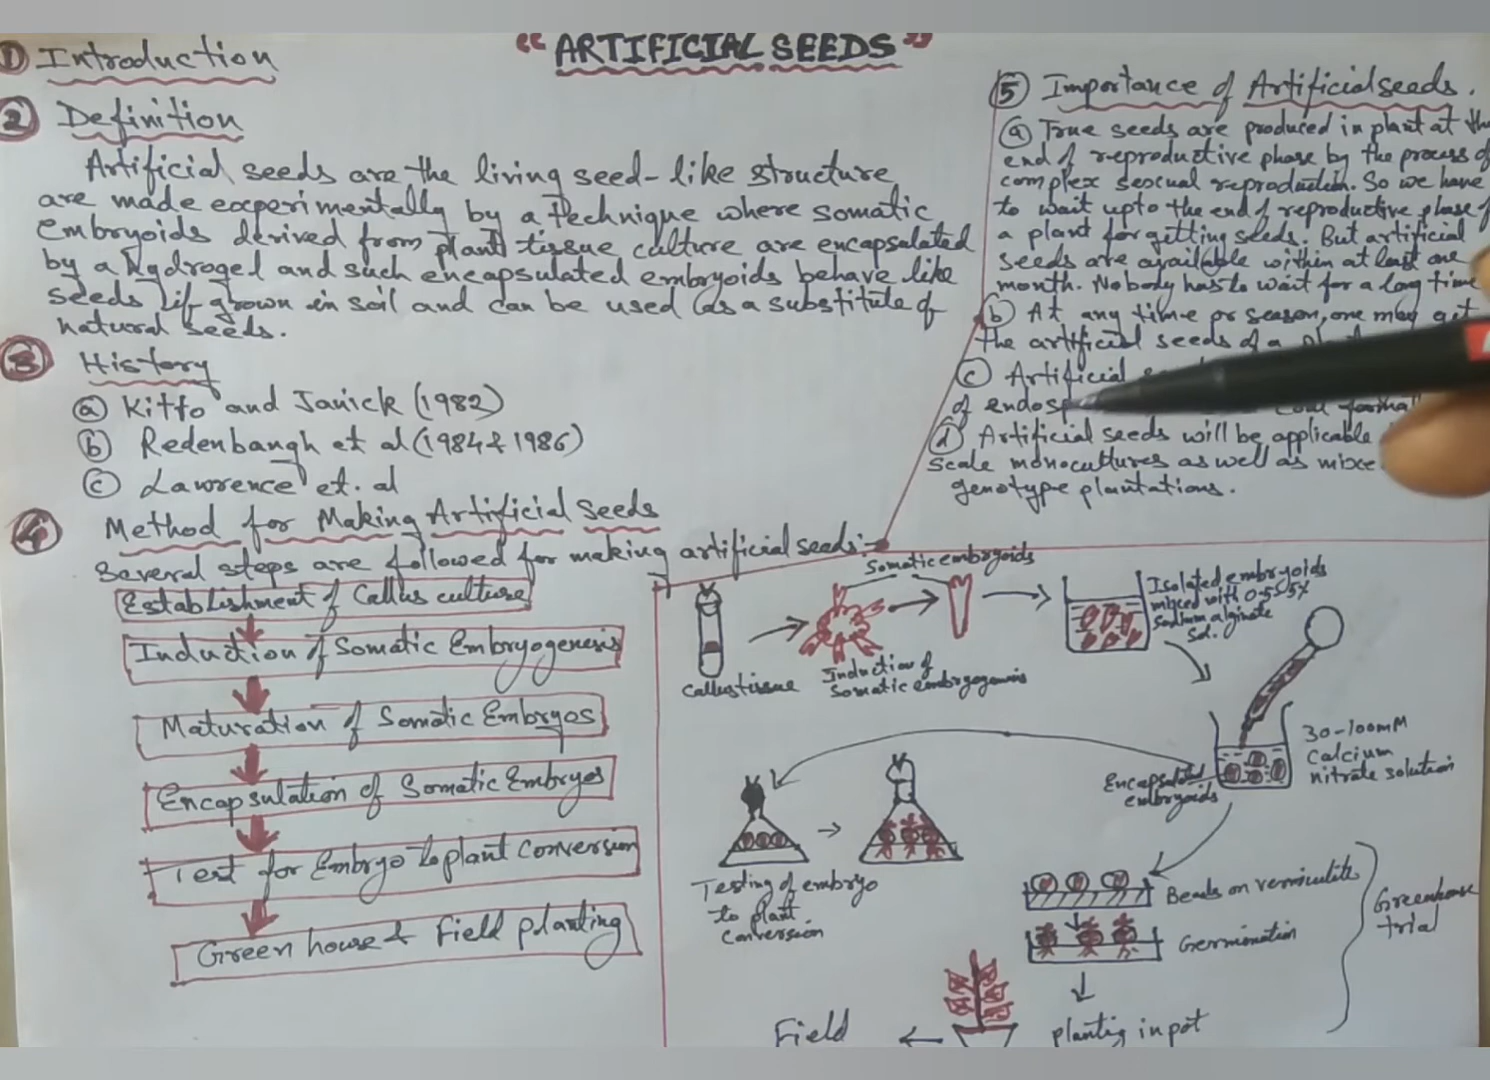 " ARTIFICIAL SEEDS "
① Introduction
② Definition
Artificial seeds are the living seed-like structure
are made experimentally by a technique where somatic
embryoids derived from plant tissue culture are encapsulated
by a hydrogel and such encapsulated embryoids behave like
seeds if grown in soil and can be used as a substitute of
natural seeds.
③ History
ⓐ Kitto and Janick (1982)
ⓑ Redenbangh et al (1984 & 1986)
ⓒ Lawrence et. al
④ Method for Making Artificial Seeds
Several steps are followed for making artificial seeds:-
Establishment of Callus culture
Induction of Somatic Embryogenesis
Maturation of Somatic Embryos
Encapsulation of Somatic Embryos
Test for Embryo to plant conversion
Green house & Field planting
⑤ Importance of Artificial seeds.
ⓐ True seeds are produced in plant at the
end of reproductive phase by the process of
complex sexual reproduction. So we have
to wait upto the end of reproductive phase of
a plant for getting seeds. But artificial
seeds are available within at least one
month. Nobody has to wait for a long time
ⓑ At any time or season, one may get
the artificial seeds of a
ⓒ Artificial
of
ⓓ Artificial seeds will be applicable
scale monocultures as well as
genotype plantations.
Somatic embryoids
Callus tissue
Induction of
Somatic embryogenesis
Isolated embryoids
mixed with 0.5-5%
Sodium alginate
Sol.
30-100mM
Calcium
nitrate solution
Encapsulated
embryoids
Testing of embryo
to plant
conversion
Beads on vermiculite
Germination
Greenhouse
trial
planting in pot
Field